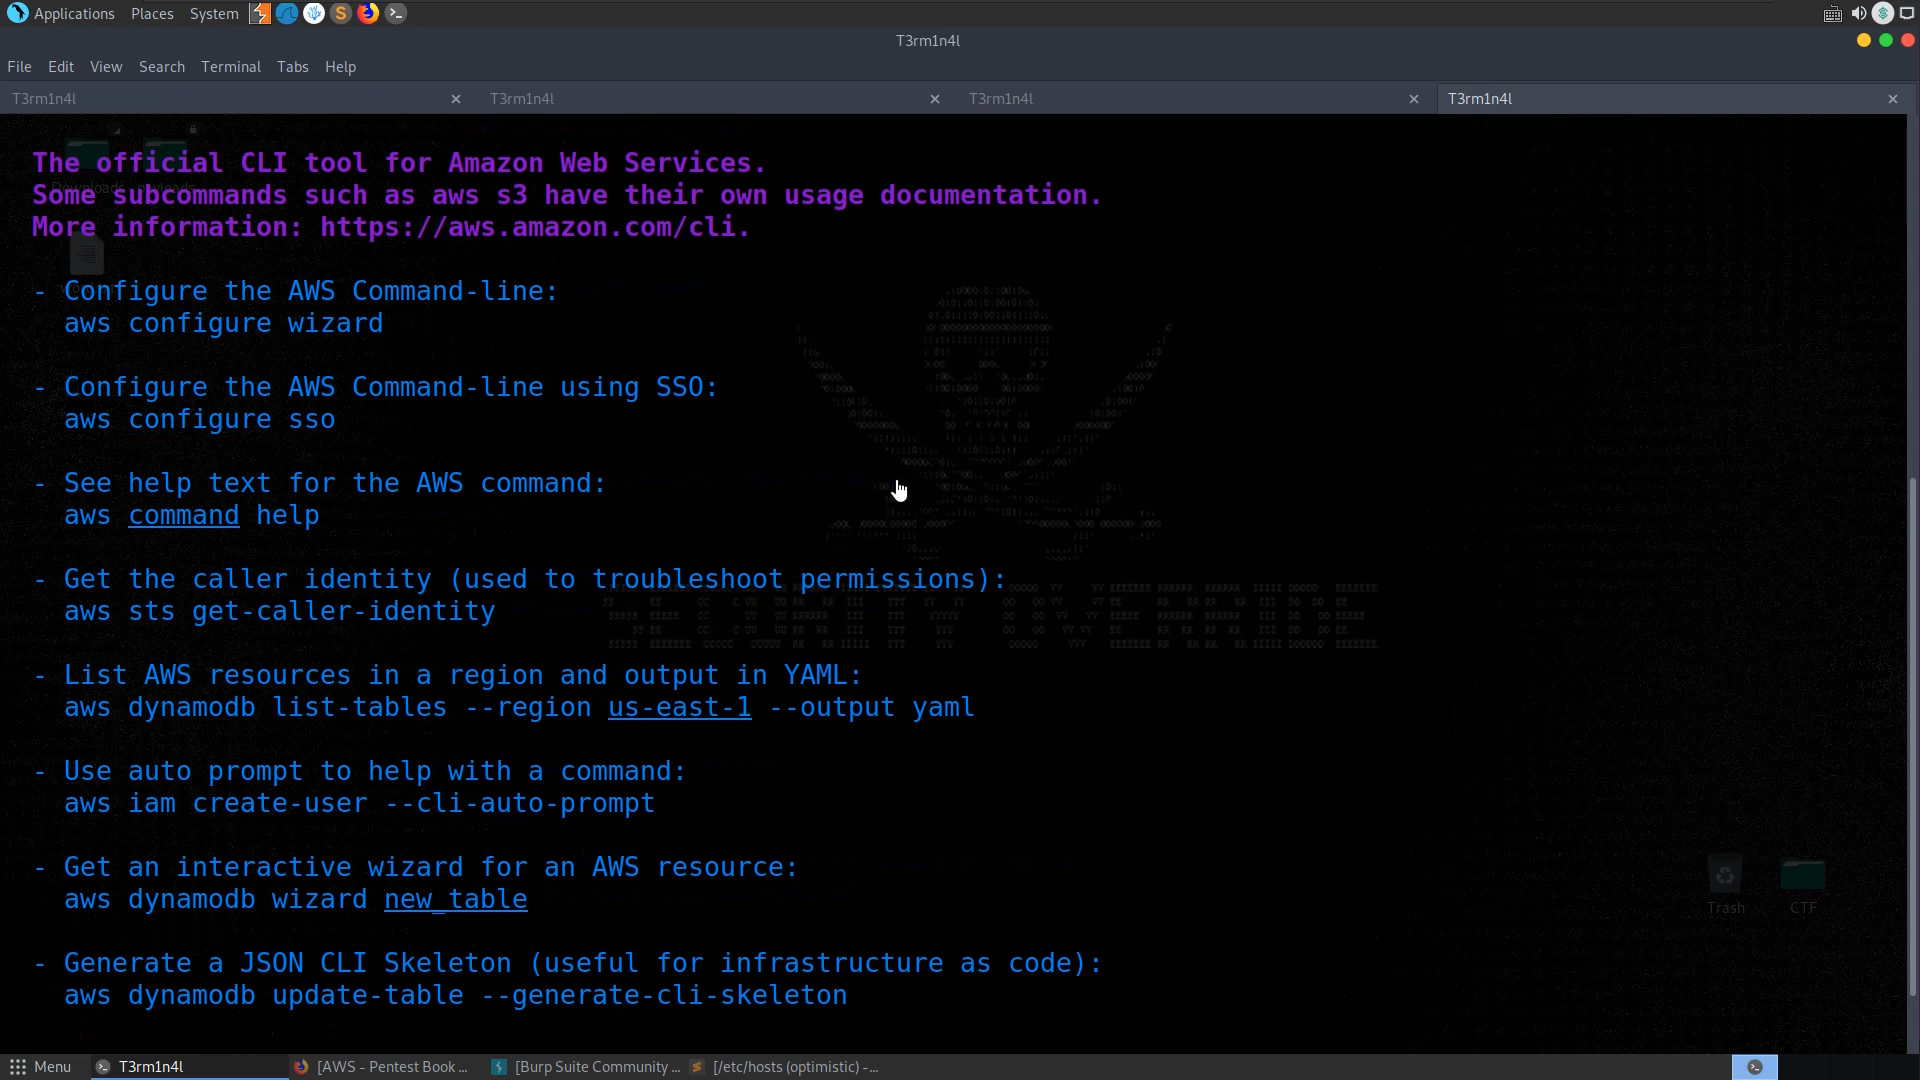 Applications Places System
T3rm1n4l
File Edit View Search Terminal Tabs Help
T3rm1n4l T3rm1n4l T3rm1n4l T3rm1n4l
The official CLI tool for Amazon Web Services.
Some subcommands such as aws s3 have their own usage documentation.
More information: https://aws.amazon.com/cli.
- Configure the AWS Command-line:
aws configure wizard
- Configure the AWS Command-line using SSO:
aws configure sso
- See help text for the AWS command:
aws command help
- Get the caller identity (used to troubleshoot permissions):
aws sts get-caller-identity
SECURITY OVERRIDE
- List AWS resources in a region and output in YAML:
aws dynamodb list-tables --region us-east-1 --output yaml
- Use auto prompt to help with a command:
aws iam create-user --cli-auto-prompt
- Get an interactive wizard for an AWS resource:
aws dynamodb wizard new_table
Trash CTF
- Generate a JSON CLI Skeleton (useful for infrastructure as code):
aws dynamodb update-table --generate-cli-skeleton
Menu T3rm1n4l [AWS - Pentest Book ... [Burp Suite Community ... [/etc/hosts (optimistic) -...